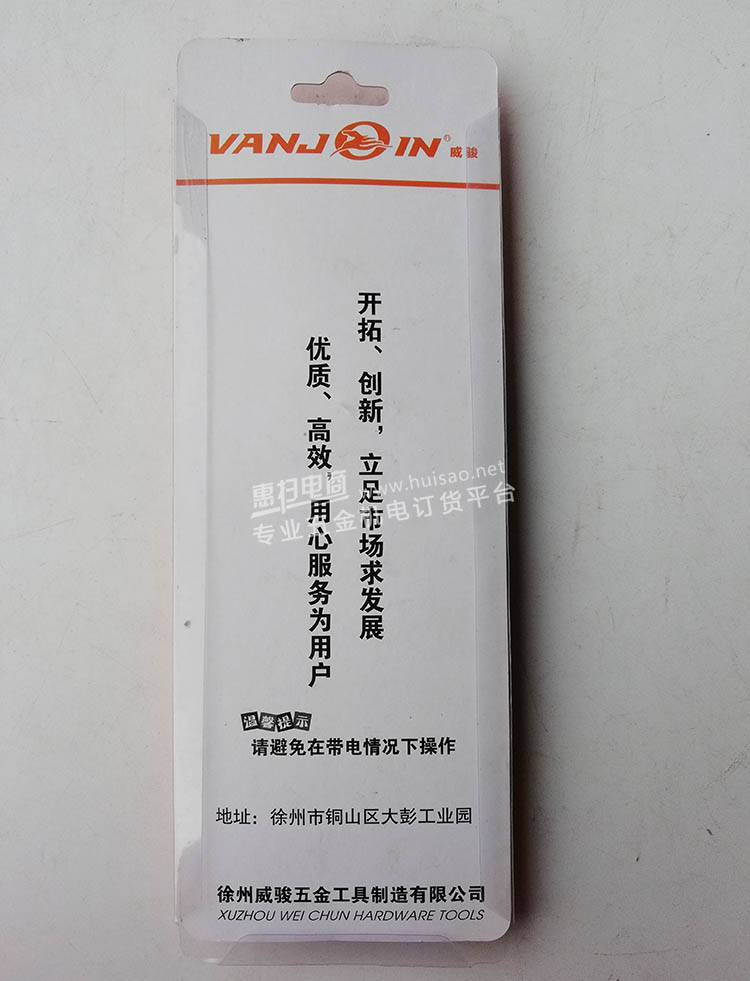 VANJOIN® 威骏
开拓、创新，立足市场求发展
优质、高效，用心服务为用户
惠扫电商 www.huisao.net
专业五金机电订货平台
温馨提示
请避免在带电情况下操作
地址：徐州市铜山区大彭工业园
徐州威骏五金工具制造有限公司
XUZHOU WEI CHUN HARDWARE TOOLS